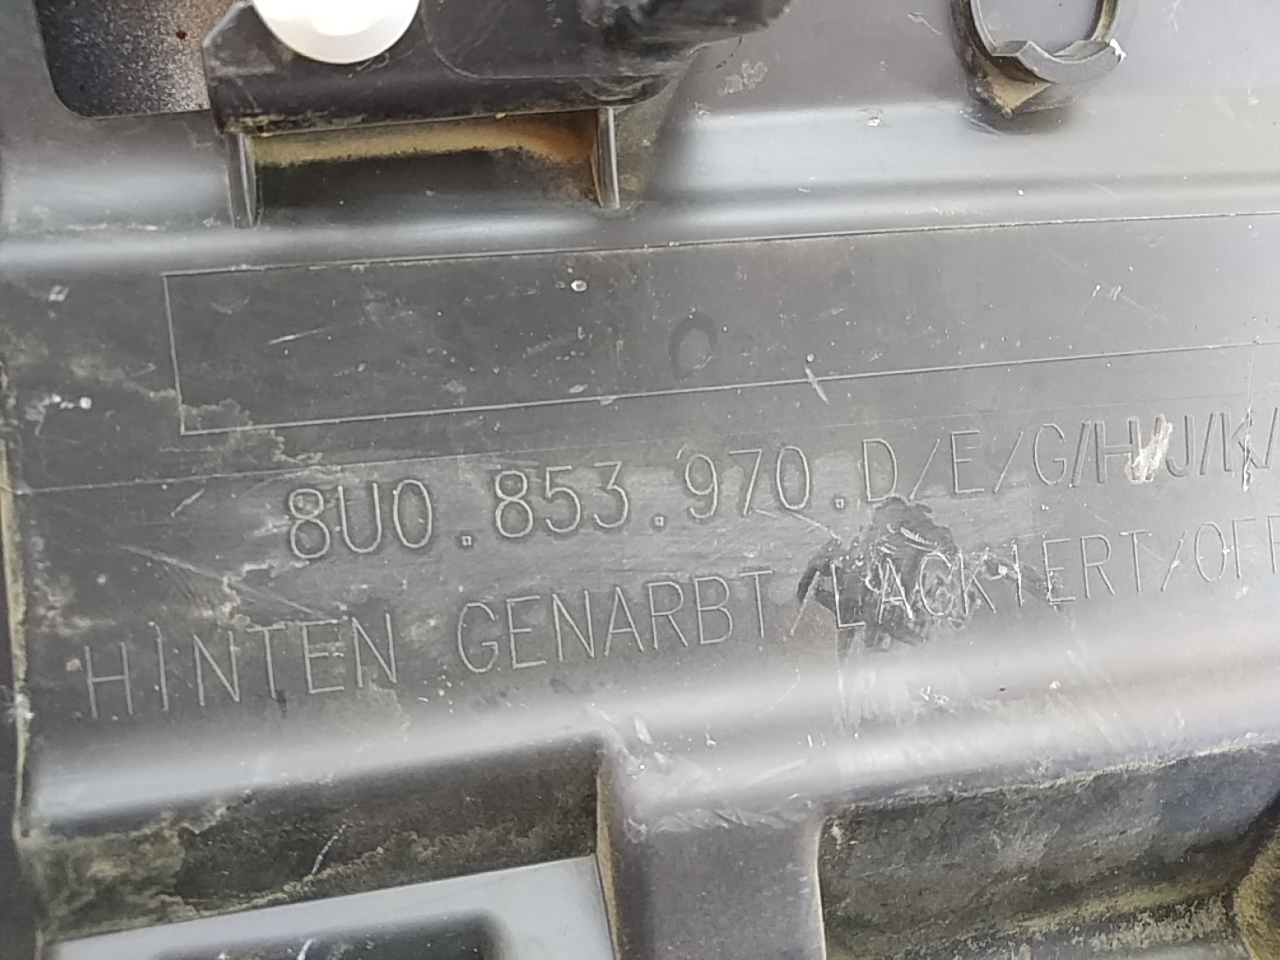 8U0.853.970.D/E/G/H/J/K/
HINTEN GENARBT/LACKIERT/OFF